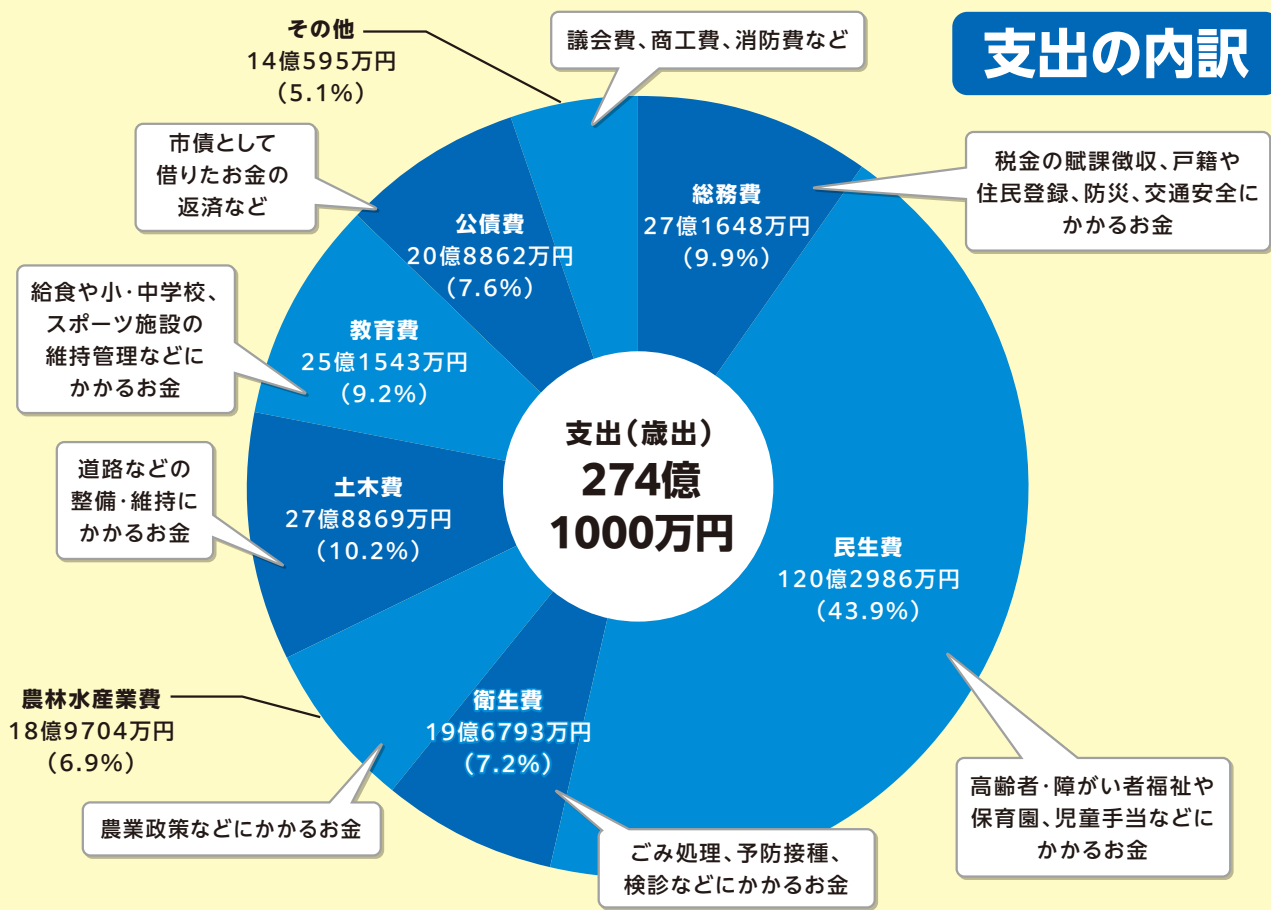 支出の内訳
その他
14億595万円
(5.1%)
議会費、商工費、消防費など
総務費
27億1648万円
(9.9%)
税金の賦課徴収、戸籍や
住民登録、防災、交通安全に
かかるお金
市債として
借りたお金の
返済など
公債費
20億8862万円
(7.6%)
給食や小・中学校、
スポーツ施設の
維持管理などに
かかるお金
教育費
25億1543万円
(9.2%)
支出(歳出)
274億
1000万円
道路などの
整備・維持に
かかるお金
土木費
27億8869万円
(10.2%)
民生費
120億2986万円
(43.9%)
高齢者・障がい者福祉や
保育園、児童手当などに
かかるお金
農林水産業費
18億9704万円
(6.9%)
農業政策などにかかるお金
衛生費
19億6793万円
(7.2%)
ごみ処理、予防接種、
検診などにかかるお金